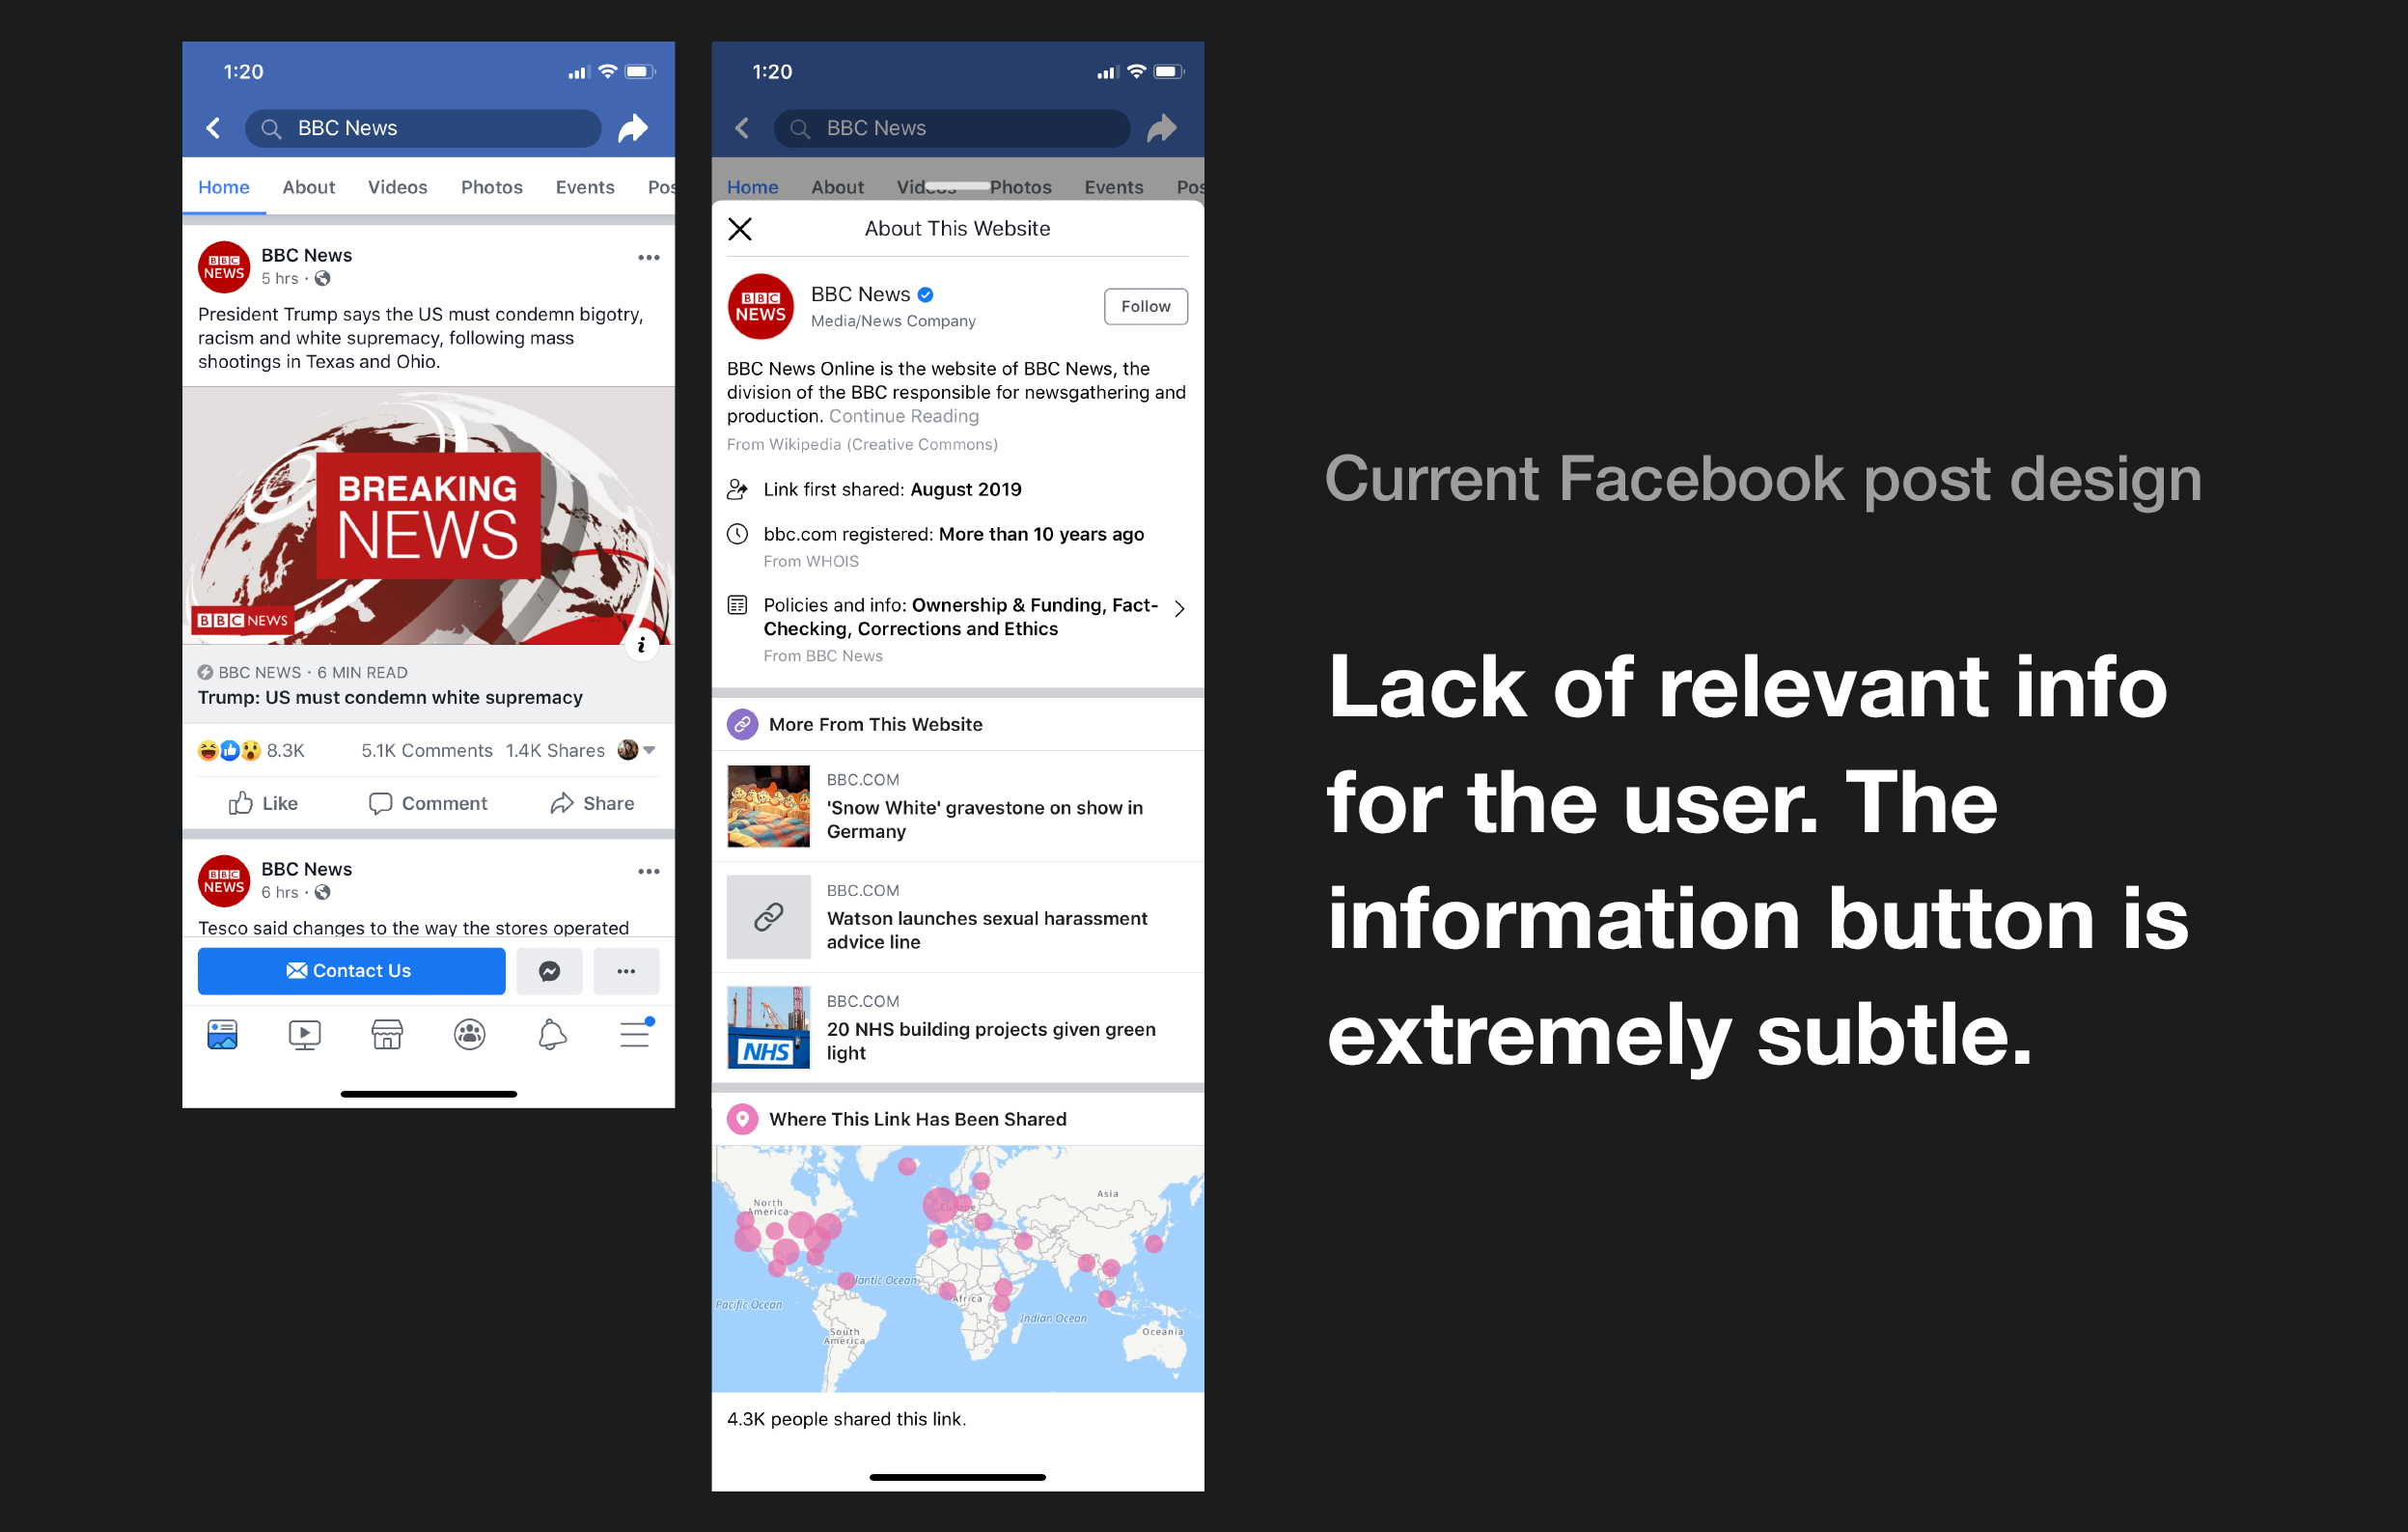 1:20
BBC News
Home About Videos Photos Events Pos
BBC NEWS
BBC News
5 hrs ·
President Trump says the US must condemn bigotry,
racism and white supremacy, following mass
shootings in Texas and Ohio.
BREAKING
NEWS
BBC NEWS
i
BBC NEWS · 6 MIN READ
Trump: US must condemn white supremacy
8.3K 5.1K Comments 1.4K Shares
Like Comment Share
BBC NEWS
BBC News
6 hrs ·
Tesco said changes to the way the stores operated
Contact Us
1:20
BBC News
Home About Videos Photos Events Pos
About This Website
BBC NEWS
BBC News
Media/News Company
Follow
BBC News Online is the website of BBC News, the
division of the BBC responsible for newsgathering and
production. Continue Reading
From Wikipedia (Creative Commons)
Link first shared: August 2019
bbc.com registered: More than 10 years ago
From WHOIS
Policies and info: Ownership & Funding, Fact-
Checking, Corrections and Ethics
From BBC News
More From This Website
BBC.COM
'Snow White' gravestone on show in
Germany
BBC.COM
Watson launches sexual harassment
advice line
BBC.COM
20 NHS building projects given green
light
NHS
Where This Link Has Been Shared
North
America
Europe
Asia
Atlantic Ocean
Africa
Pacific Ocean
Indian Ocean
South
America
Oceania
4.3K people shared this link.
Current Facebook post design
Lack of relevant info
for the user. The
information button is
extremely subtle.